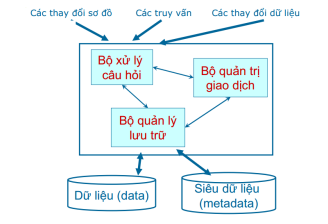 Các thay đổi sơ đồ
Các truy vấn
Các thay đổi dữ liệu
Bộ xử lý
câu hỏi
Bộ quản trị
giao dịch
Bộ quản lý
lưu trữ
Dữ liệu (data)
Siêu dữ liệu
(metadata)